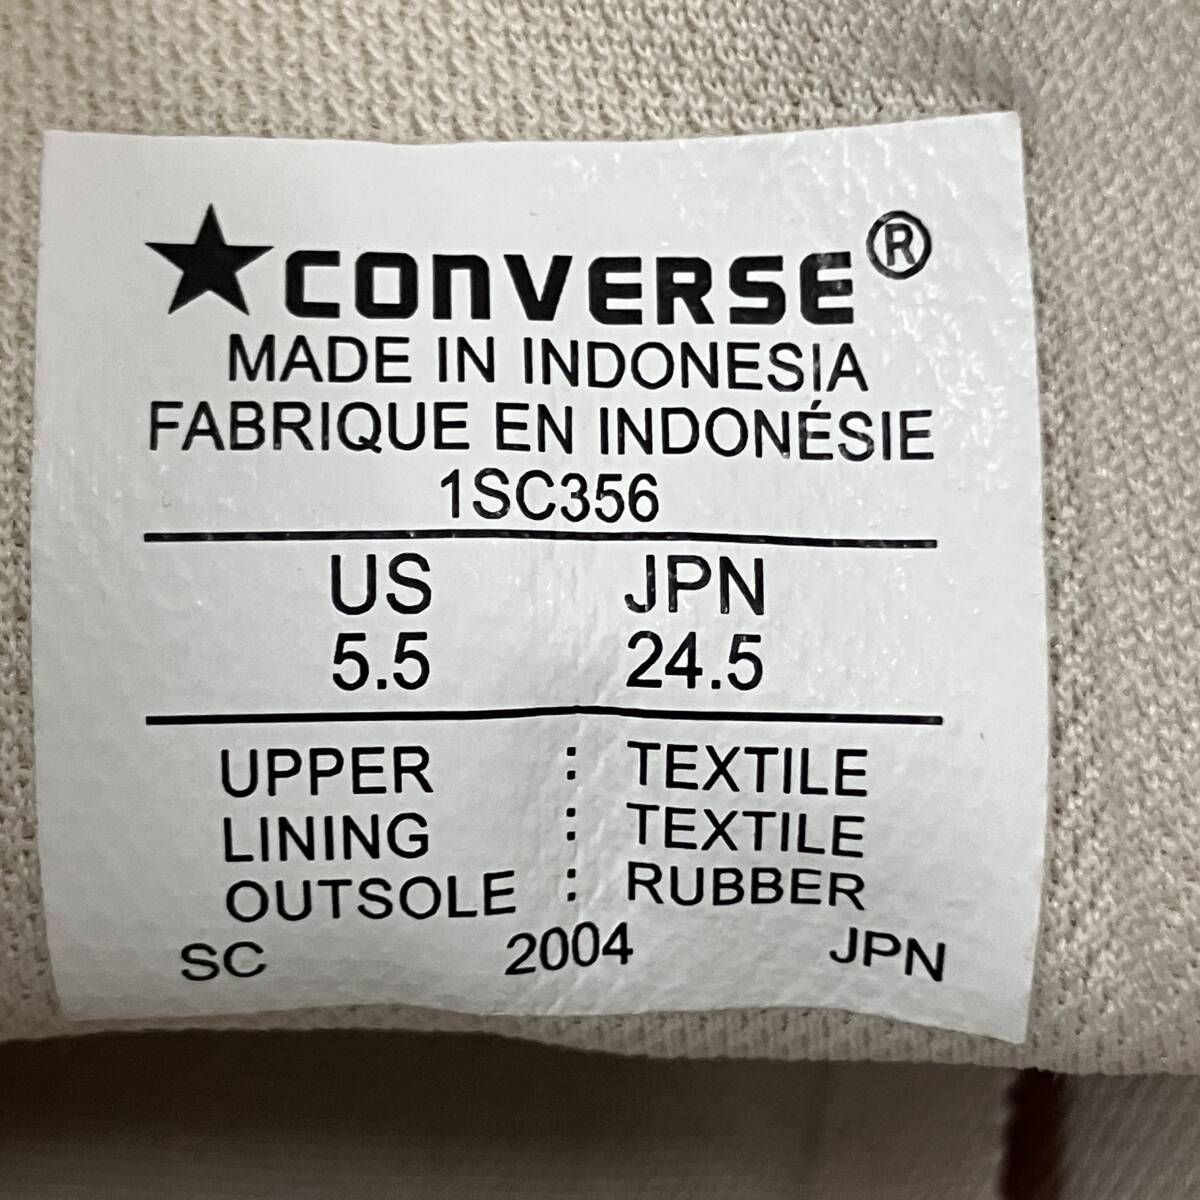 ★CONVERSE®
MADE IN INDONESIA
FABRIQUE EN INDONÉSIE
1SC356
US JPN
5.5 24.5
UPPER : TEXTILE
LINING : TEXTILE
OUTSOLE : RUBBER
SC 2004 JPN